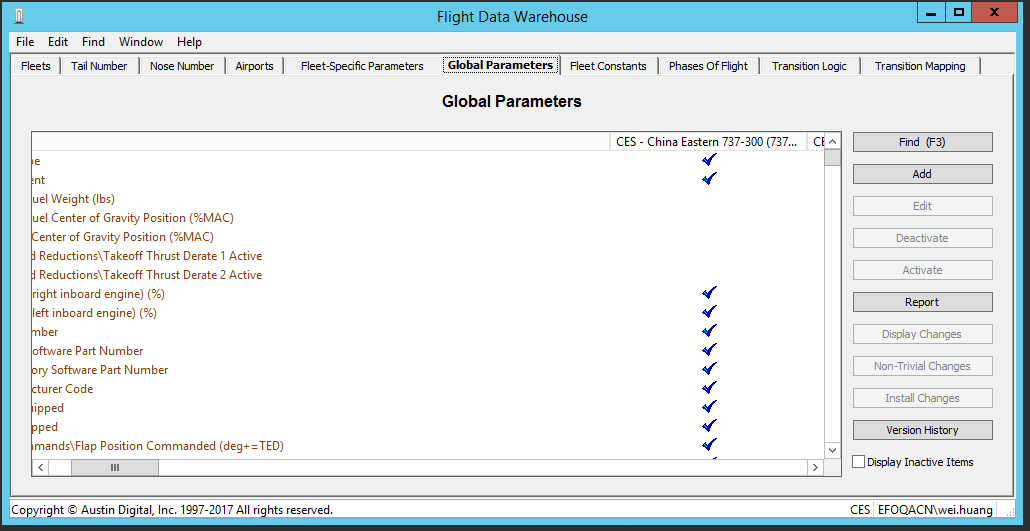 Flight Data Warehouse
File Edit Find Window Help
Fleets Tail Number Nose Number Airports Fleet-Specific Parameters Global Parameters Fleet Constants Phases Of Flight Transition Logic Transition Mapping
Global Parameters
CES - China Eastern 737-300 (737... CE
pe
ent
uel Weight (lbs)
uel Center of Gravity Position (%MAC)
Center of Gravity Position (%MAC)
d Reductions\Takeoff Thrust Derate 1 Active
d Reductions\Takeoff Thrust Derate 2 Active
right inboard engine) (%)
left inboard engine) (%)
mber
oftware Part Number
ory Software Part Number
cturer Code
uipped
pped
mmands\Flap Position Commanded (deg+=TED)
Find (F3)
Add
Edit
Deactivate
Activate
Report
Display Changes
Non-Trivial Changes
Install Changes
Version History
Display Inactive Items
Copyright © Austin Digital, Inc. 1997-2017 All rights reserved.
CES EFOQACN\wei.huang